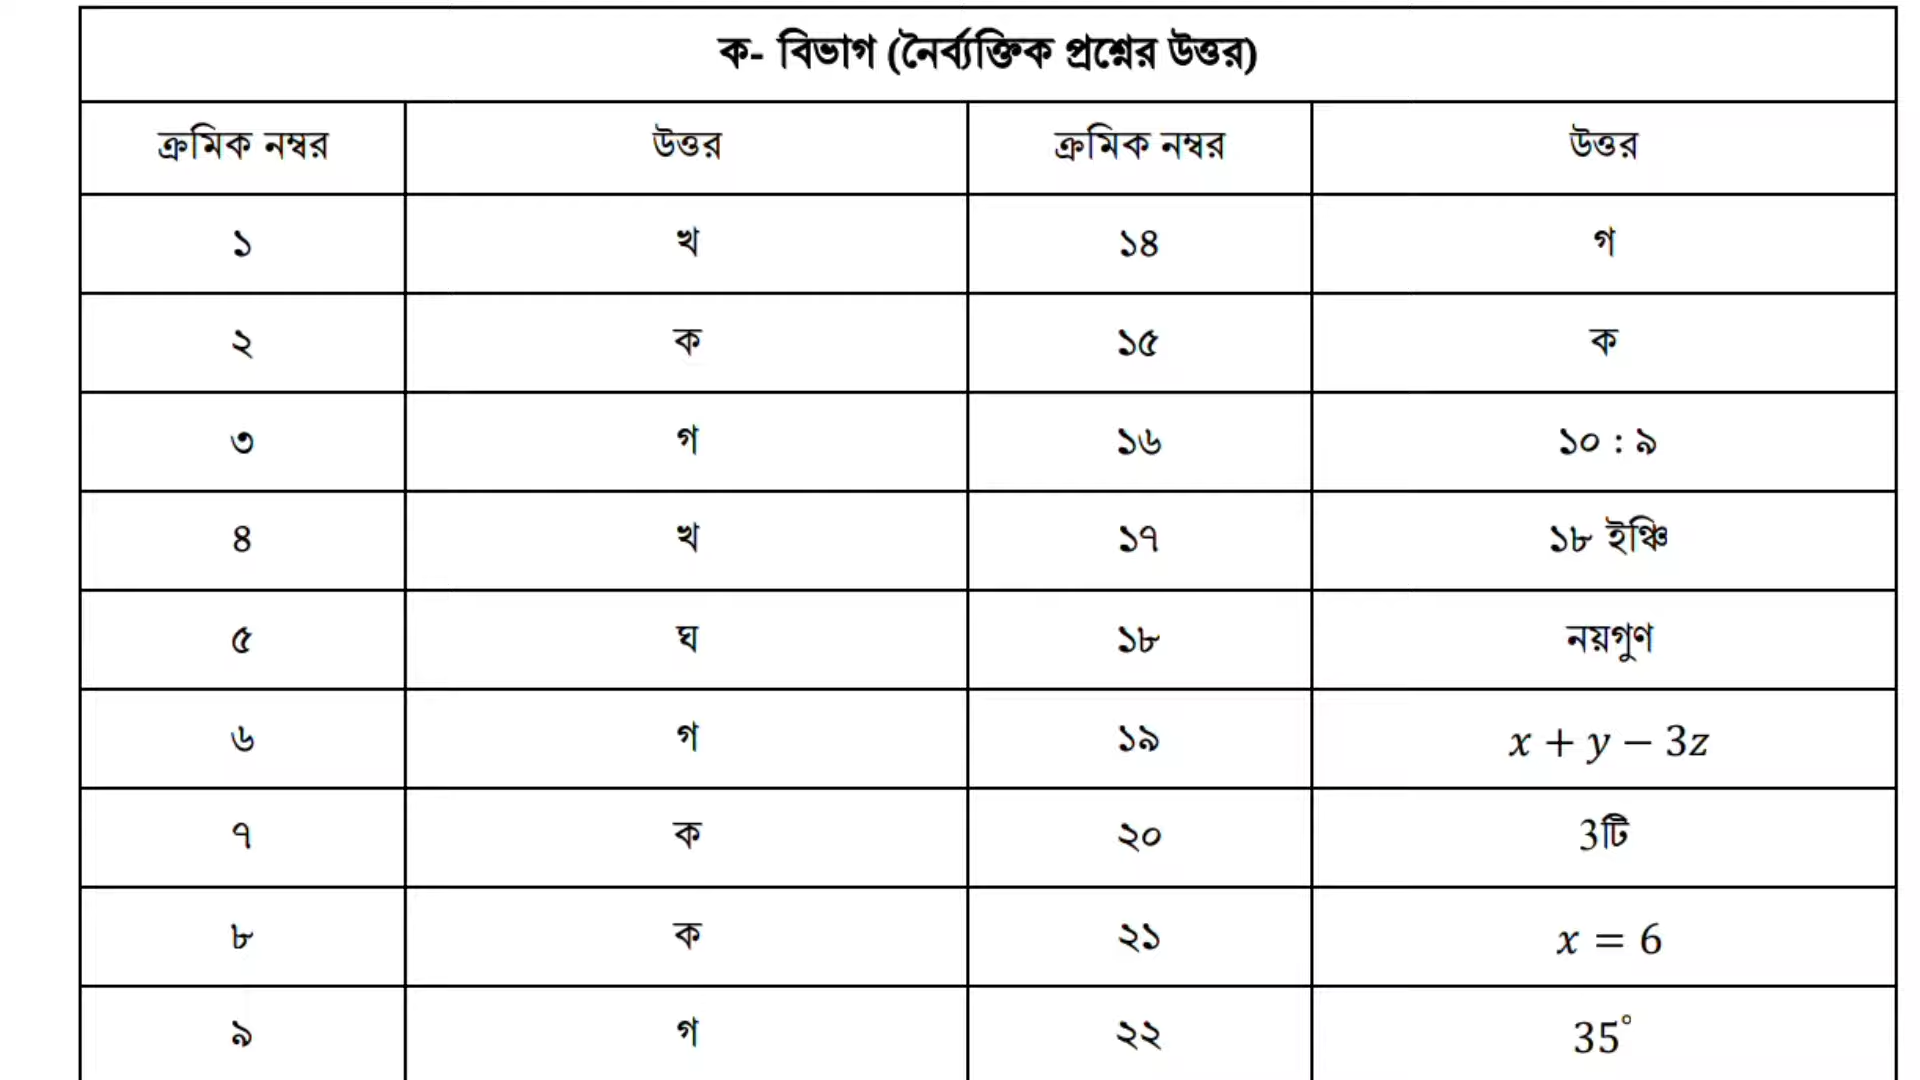 ক- বিভাগ (নৈর্ব্যক্তিক প্রশ্নের উত্তর)
ক্রমিক নম্বর উত্তর ক্রমিক নম্বর উত্তর
১ খ ১৪ গ
২ ক ১৫ ক
৩ গ ১৬ ১০ : ৯
৪ খ ১৭ ১৮ ইঞ্চি
৫ ঘ ১৮ নয়গুণ
৬ গ ১৯ x + y − 3z
৭ ক ২০ 3টি
৮ ক ২১ x = 6
৯ গ ২২ 35°